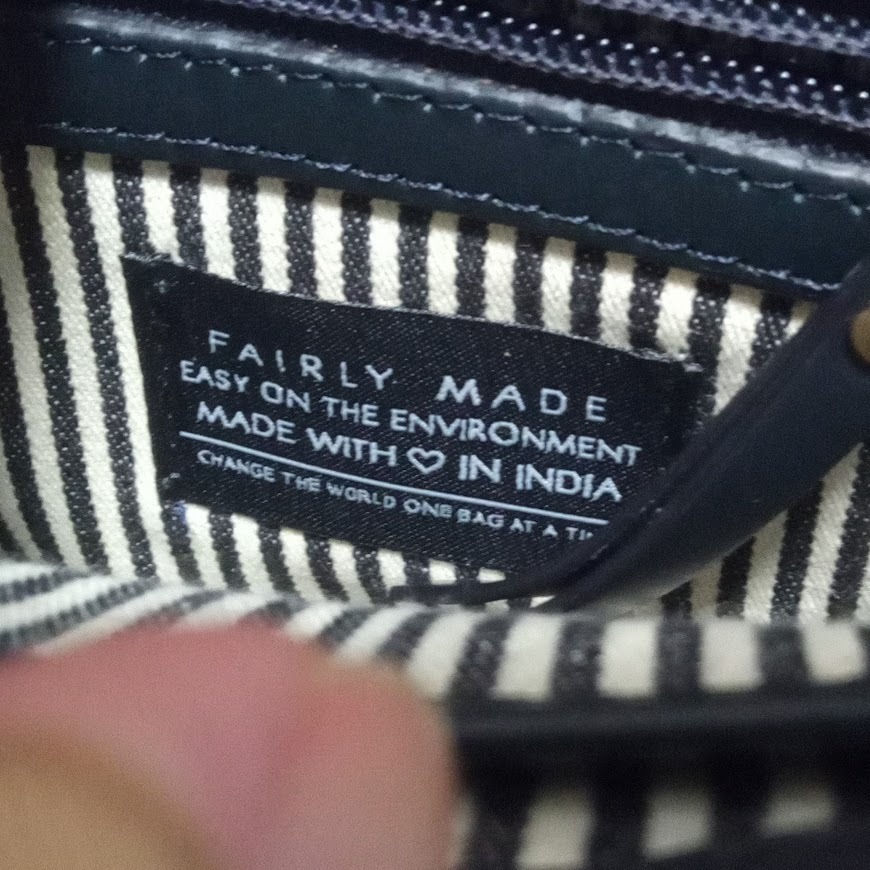 FAIRLY MADE
EASY ON THE ENVIRONMENT
MADE WITH ♡ IN INDIA
CHANGE THE WORLD ONE BAG AT A